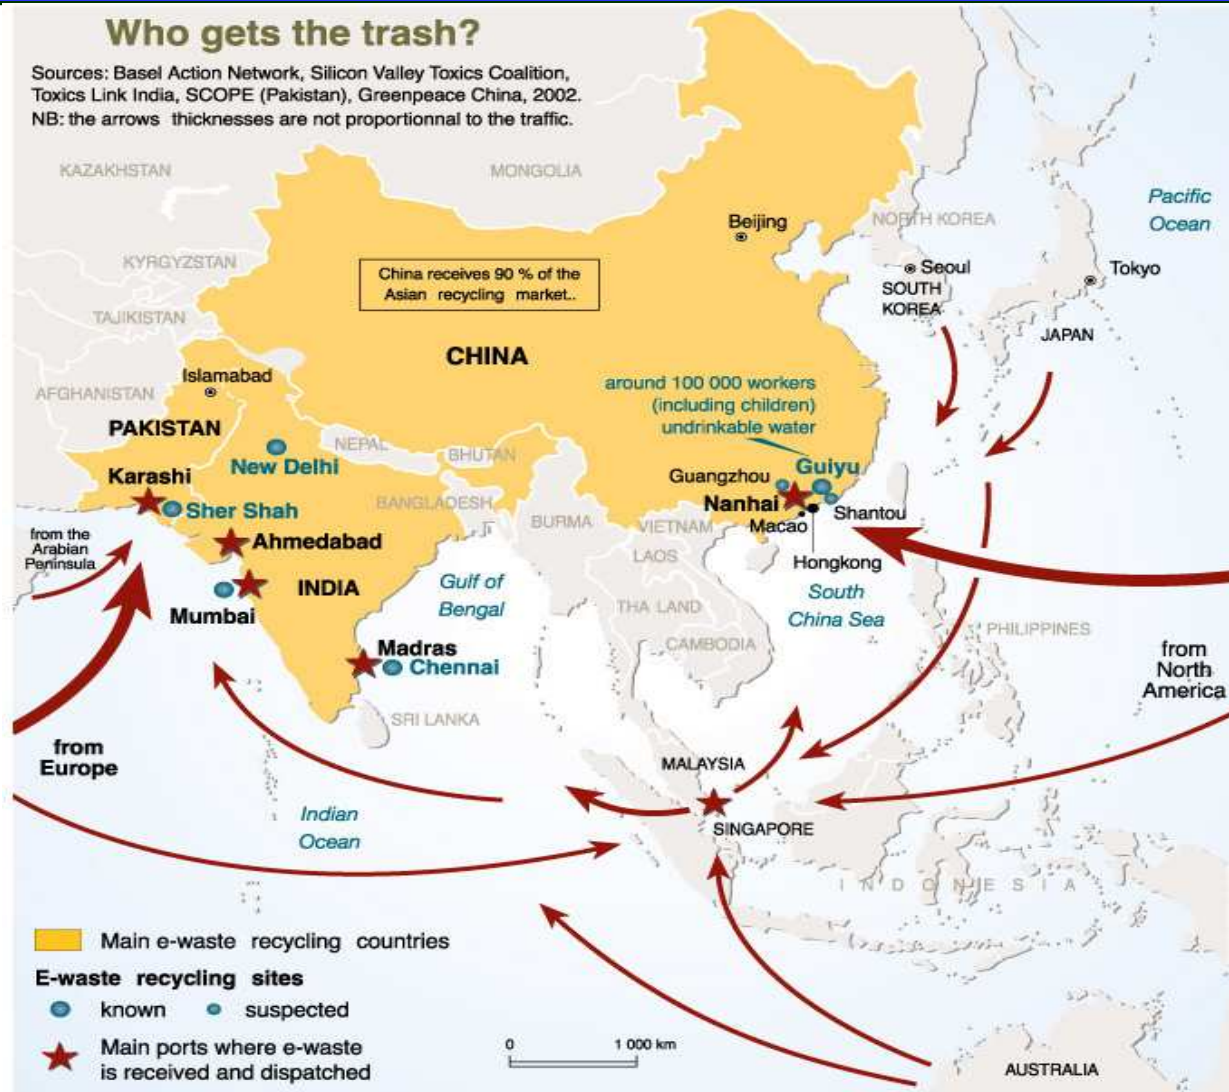 Who gets the trash?
Sources: Basel Action Network, Silicon Valley Toxics Coalition,
Toxics Link India, SCOPE (Pakistan), Greenpeace China, 2002.
NB: the arrows thicknesses are not proportionnal to the traffic.
KAZAKHSTAN
MONGOLIA
Pacific
Ocean
Beijing
NORTH KOREA
KYRGYZSTAN
China receives 90 % of the
Asian recycling market..
Seoul
Tokyo
SOUTH
KOREA
TAJIKISTAN
JAPAN
CHINA
Islamabad
AFGHANISTAN
around 100 000 workers
(including children)
undrinkable water
PAKISTAN
NEPAL
BHUTAN
New Delhi
Karashi
Guangzhou
Guiyu
Sher Shah
BANGLADESH
Nanhai
Shantou
BURMA
VIETNAM
Macao
from the
Arabian
Peninsula
Ahmedabad
LAOS
Hongkong
INDIA
Gulf of
Bengal
South
China Sea
THA LAND
Mumbai
PHILIPPINES
CAMBODIA
Madras
Chennai
from
North
America
SRI LANKA
from
Europe
MALAYSIA
Indian
Ocean
SINGAPORE
INDONESIA
Main e-waste recycling countries
E-waste recycling sites
known
suspected
Main ports where e-waste
is received and dispatched
0
1 000 km
AUSTRALIA